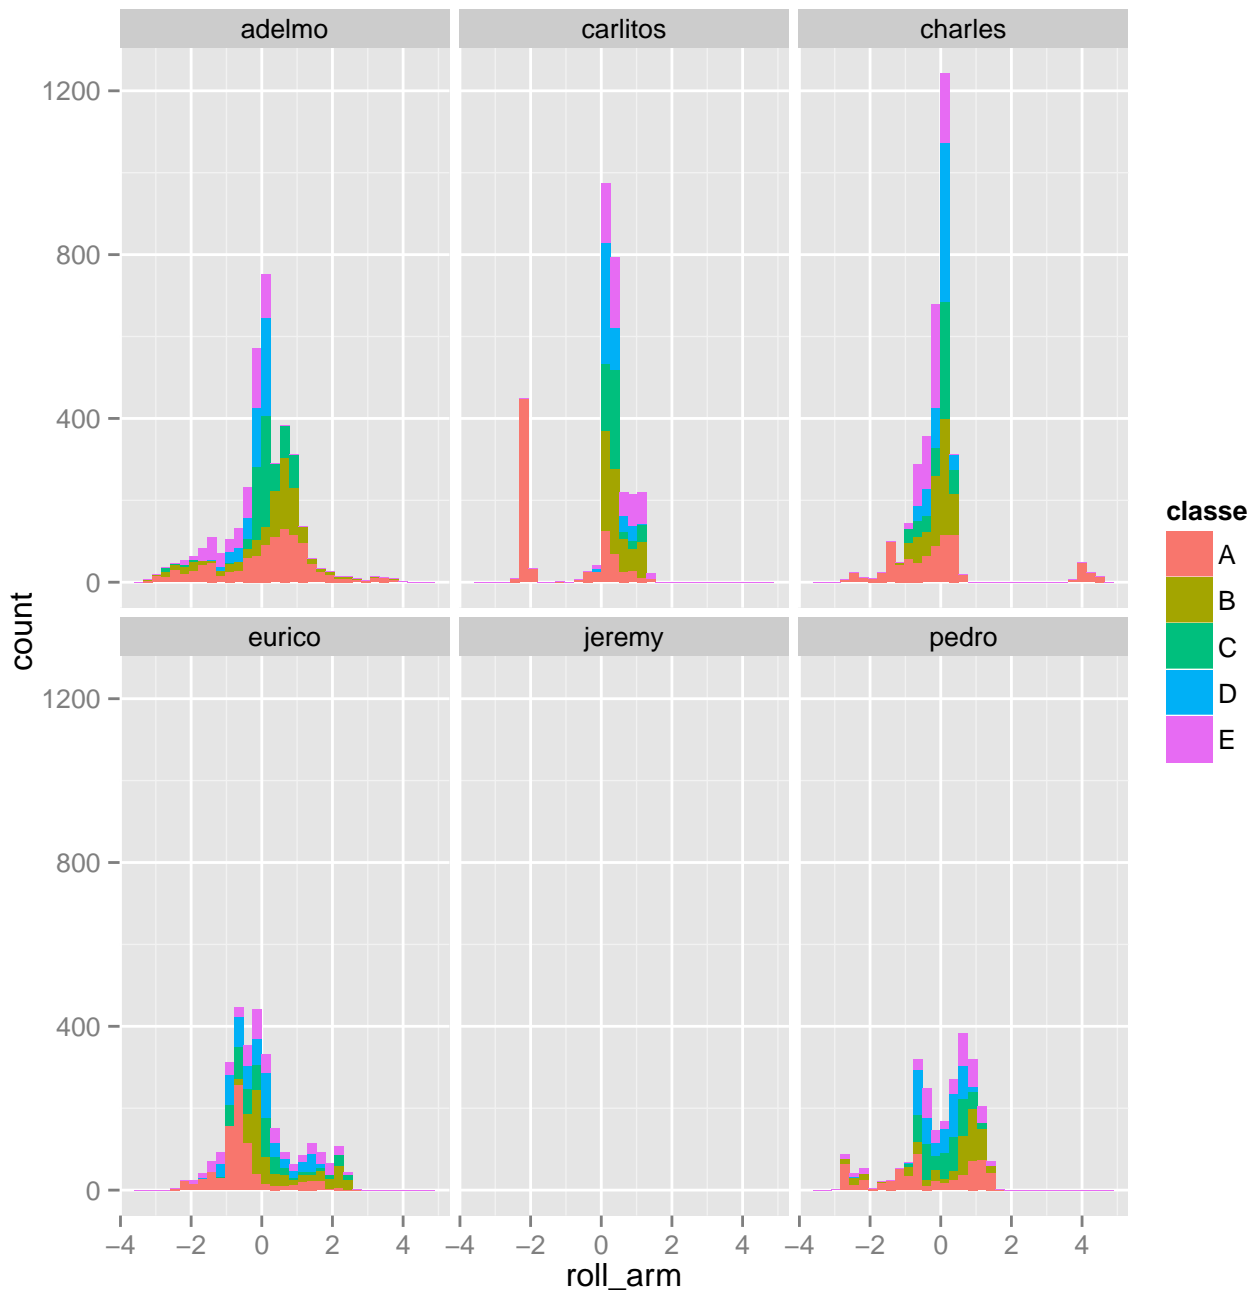 adelmo carlitos charles
1200
800
400
0
count
eurico jeremy pedro
1200
800
400
0
−4 −2 0 2 4 −4 −2 0 2 4 −4 −2 0 2 4
roll_arm
classe
A
B
C
D
E